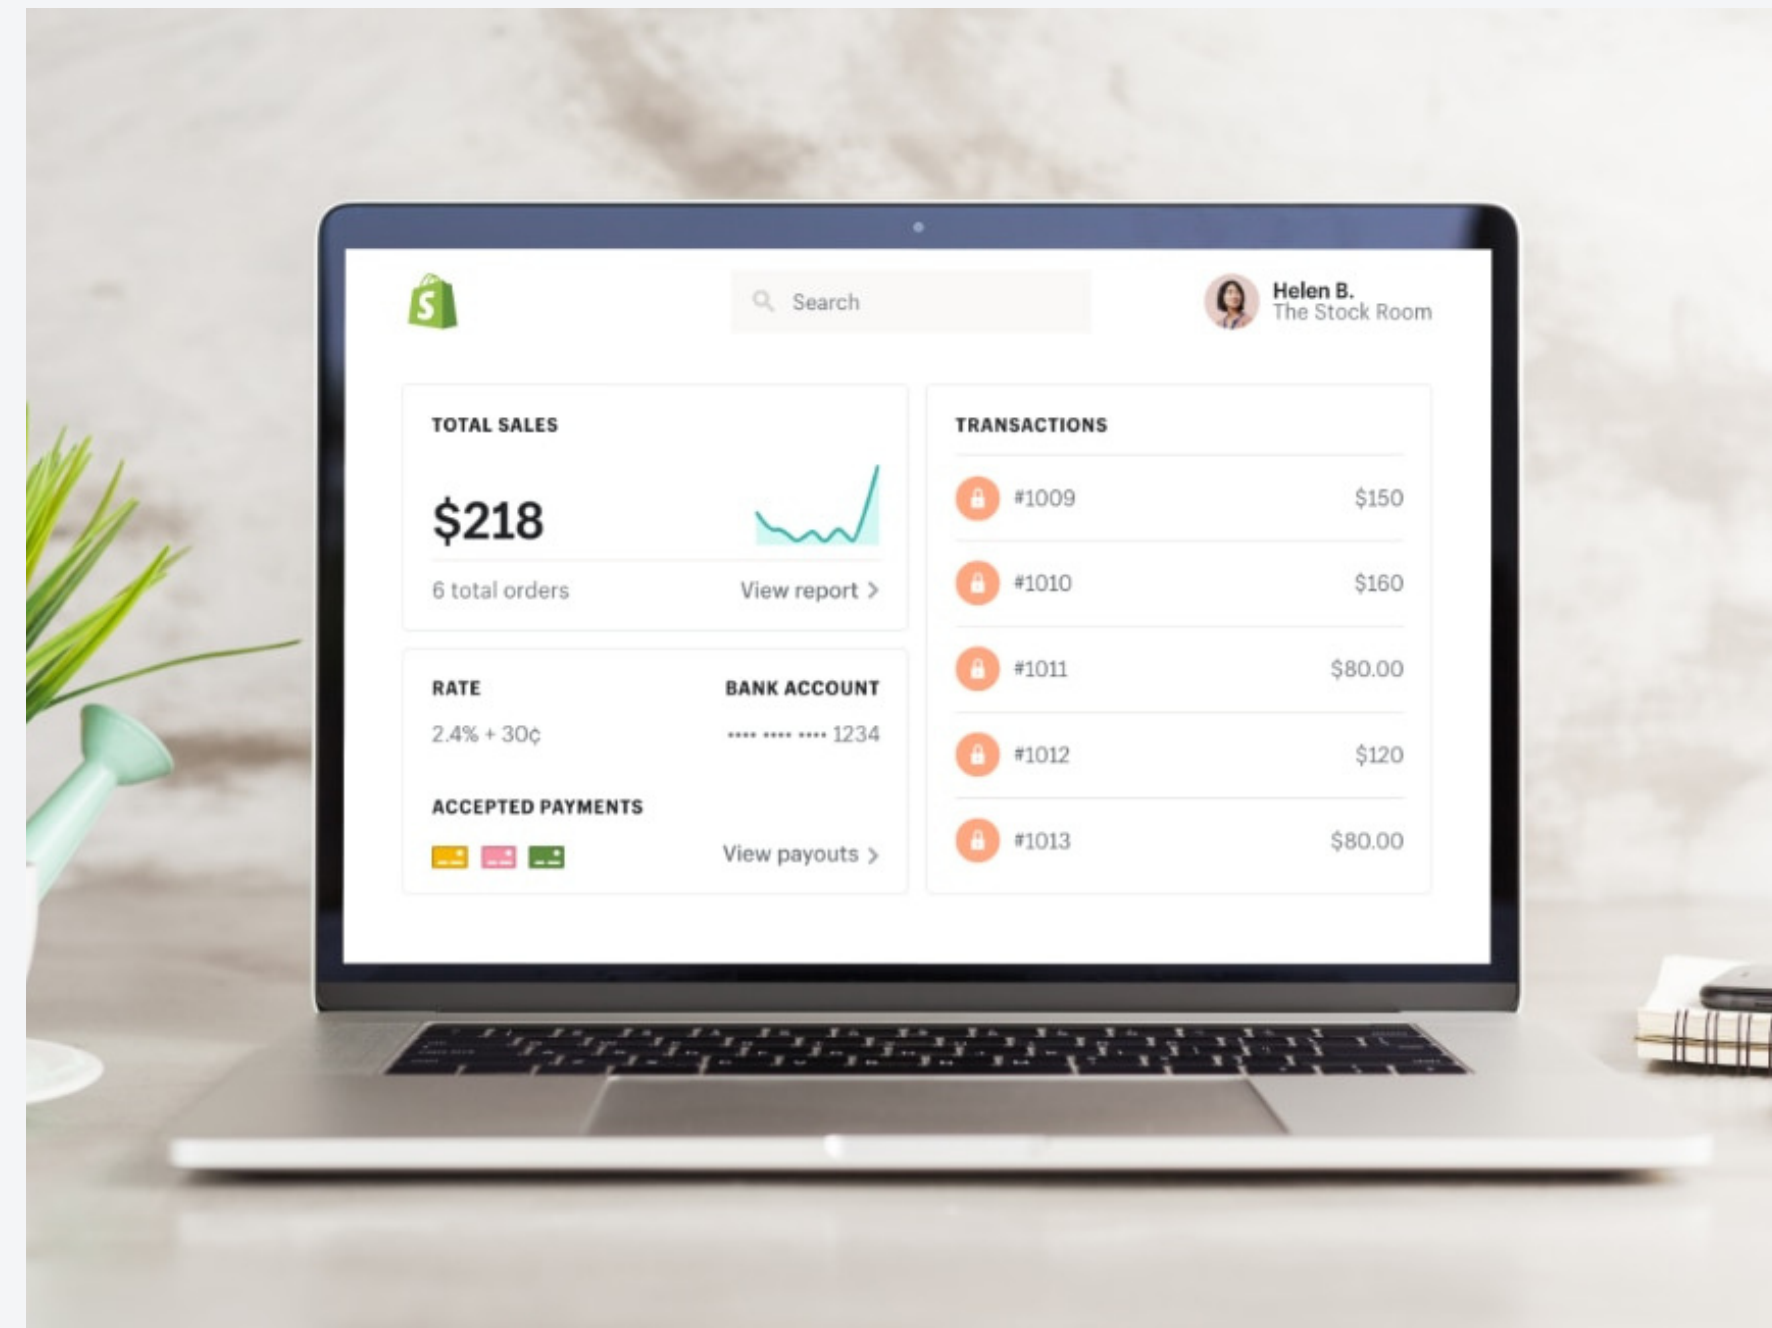 S
Search
Helen B.
The Stock Room
TOTAL SALES
$218
6 total orders
View report >
RATE
2.4% + 30¢
BANK ACCOUNT
•••• •••• •••• 1234
ACCEPTED PAYMENTS
View payouts >
TRANSACTIONS
#1009 $150
#1010 $160
#1011 $80.00
#1012 $120
#1013 $80.00